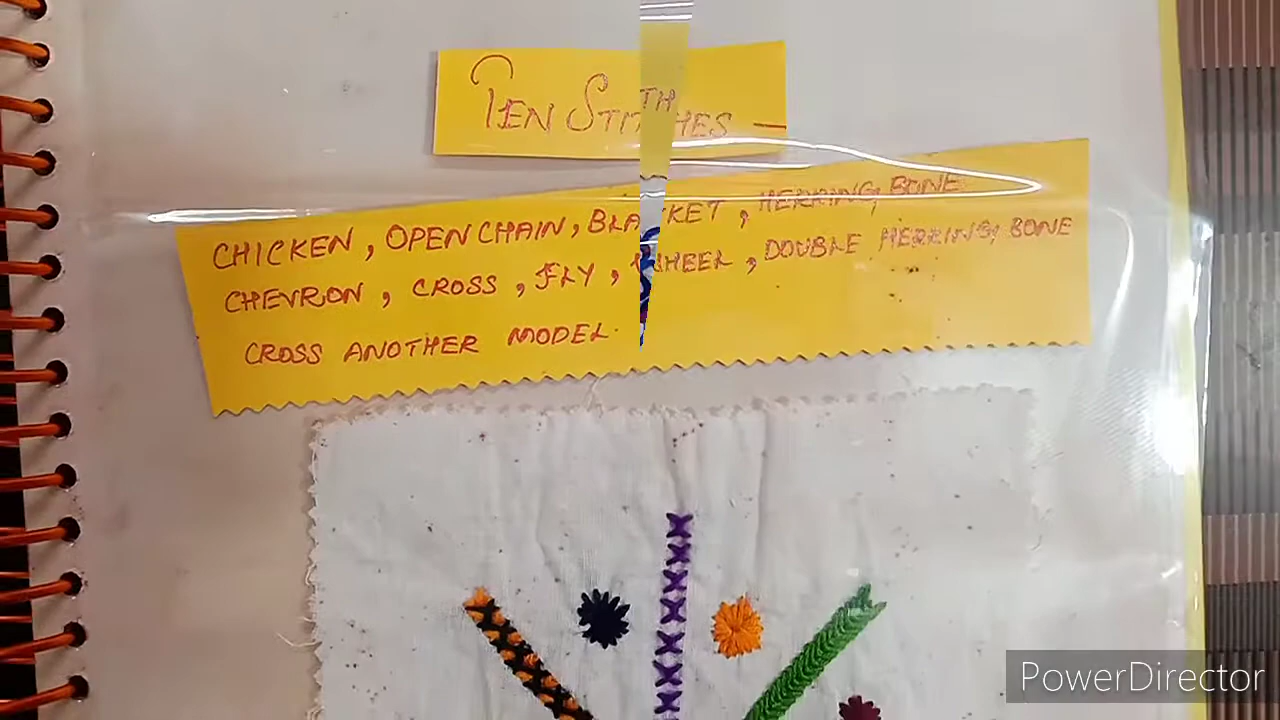 TEN STITCHES
CHICKEN, OPEN CHAIN, BLANKET, HERRING, BONE
CHEVRON, CROSS, FLY, WHEEL, DOUBLE HERRING, BONE
CROSS ANOTHER MODEL.
PowerDirector